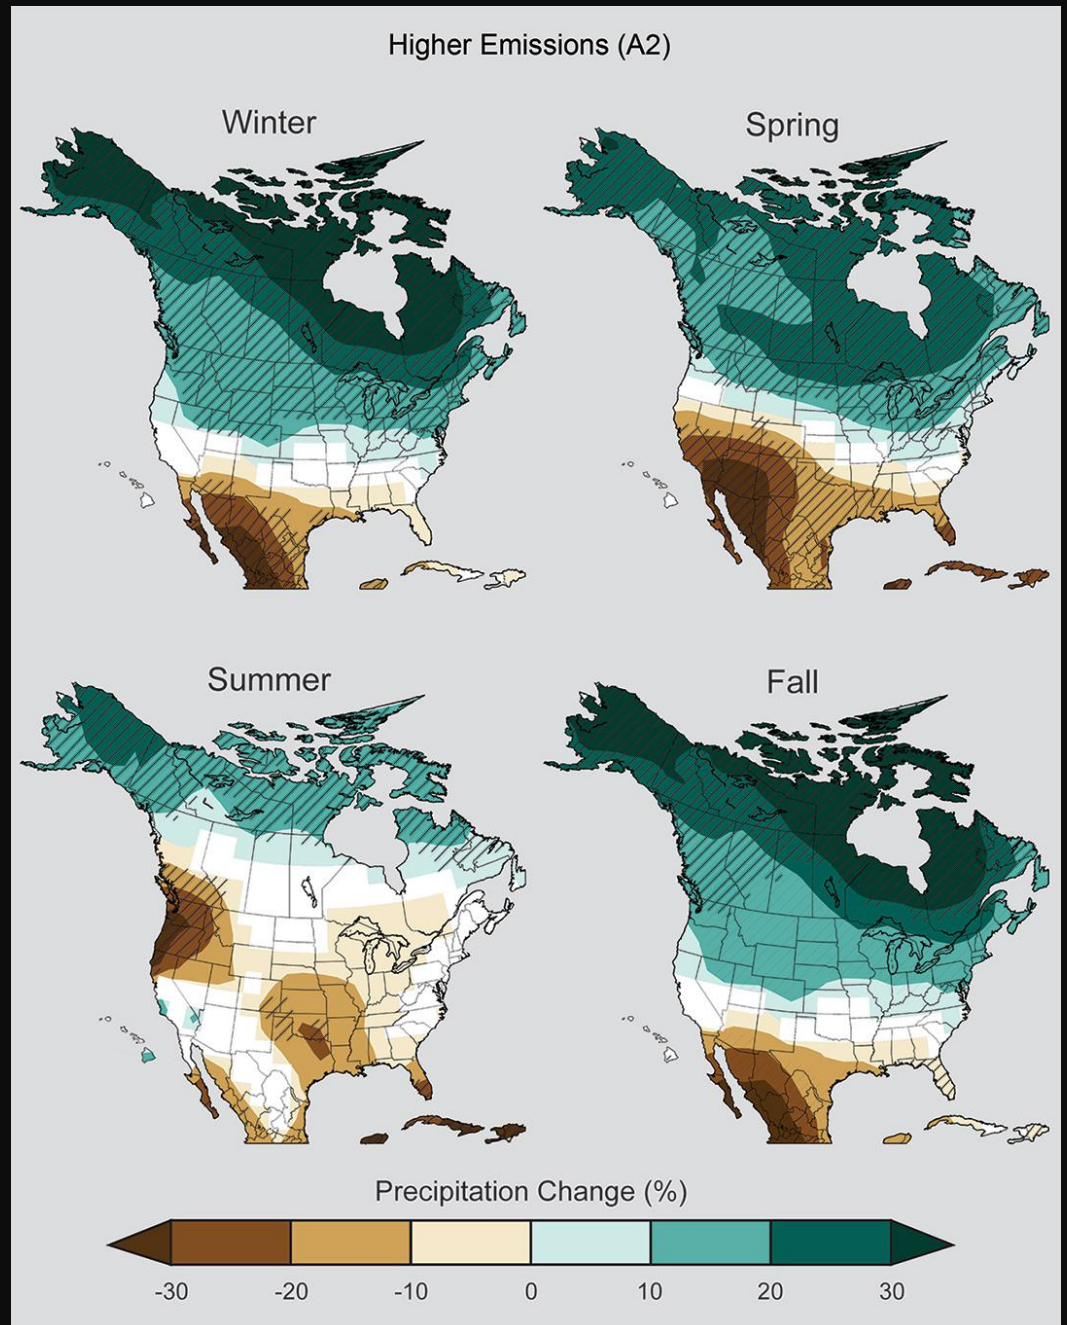 Higher Emissions (A2)
Winter
Spring
Summer
Fall
Precipitation Change (%)
-30 -20 -10 0 10 20 30